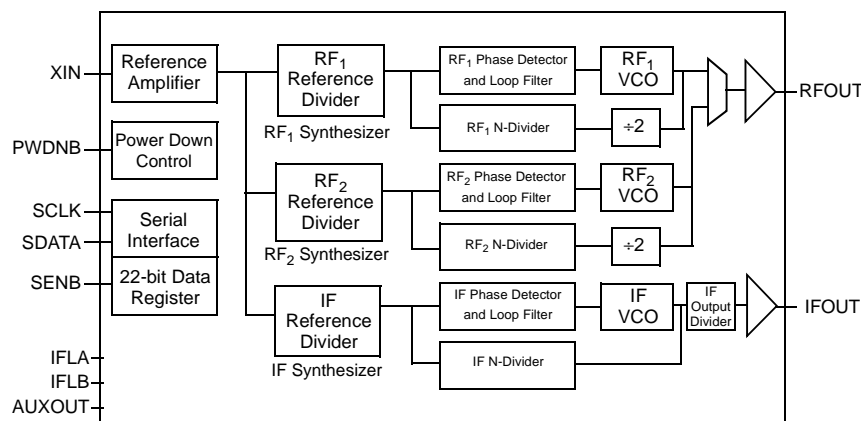 XIN
PWDNB
SCLK
SDATA
SENB
IFLA
IFLB
AUXOUT
Reference
Amplifier
Power Down
Control
Serial
Interface
22-bit Data
Register
RF1
Reference
Divider
RF1 Synthesizer
RF1 Phase Detector
and Loop Filter
RF1
VCO
RF1 N-Divider
÷2
RFOUT
RF2
Reference
Divider
RF2 Synthesizer
RF2 Phase Detector
and Loop Filter
RF2
VCO
RF2 N-Divider
÷2
IF
Reference
Divider
IF Synthesizer
IF Phase Detector
and Loop Filter
IF
VCO
IF
Output
Divider
IF N-Divider
IFOUT